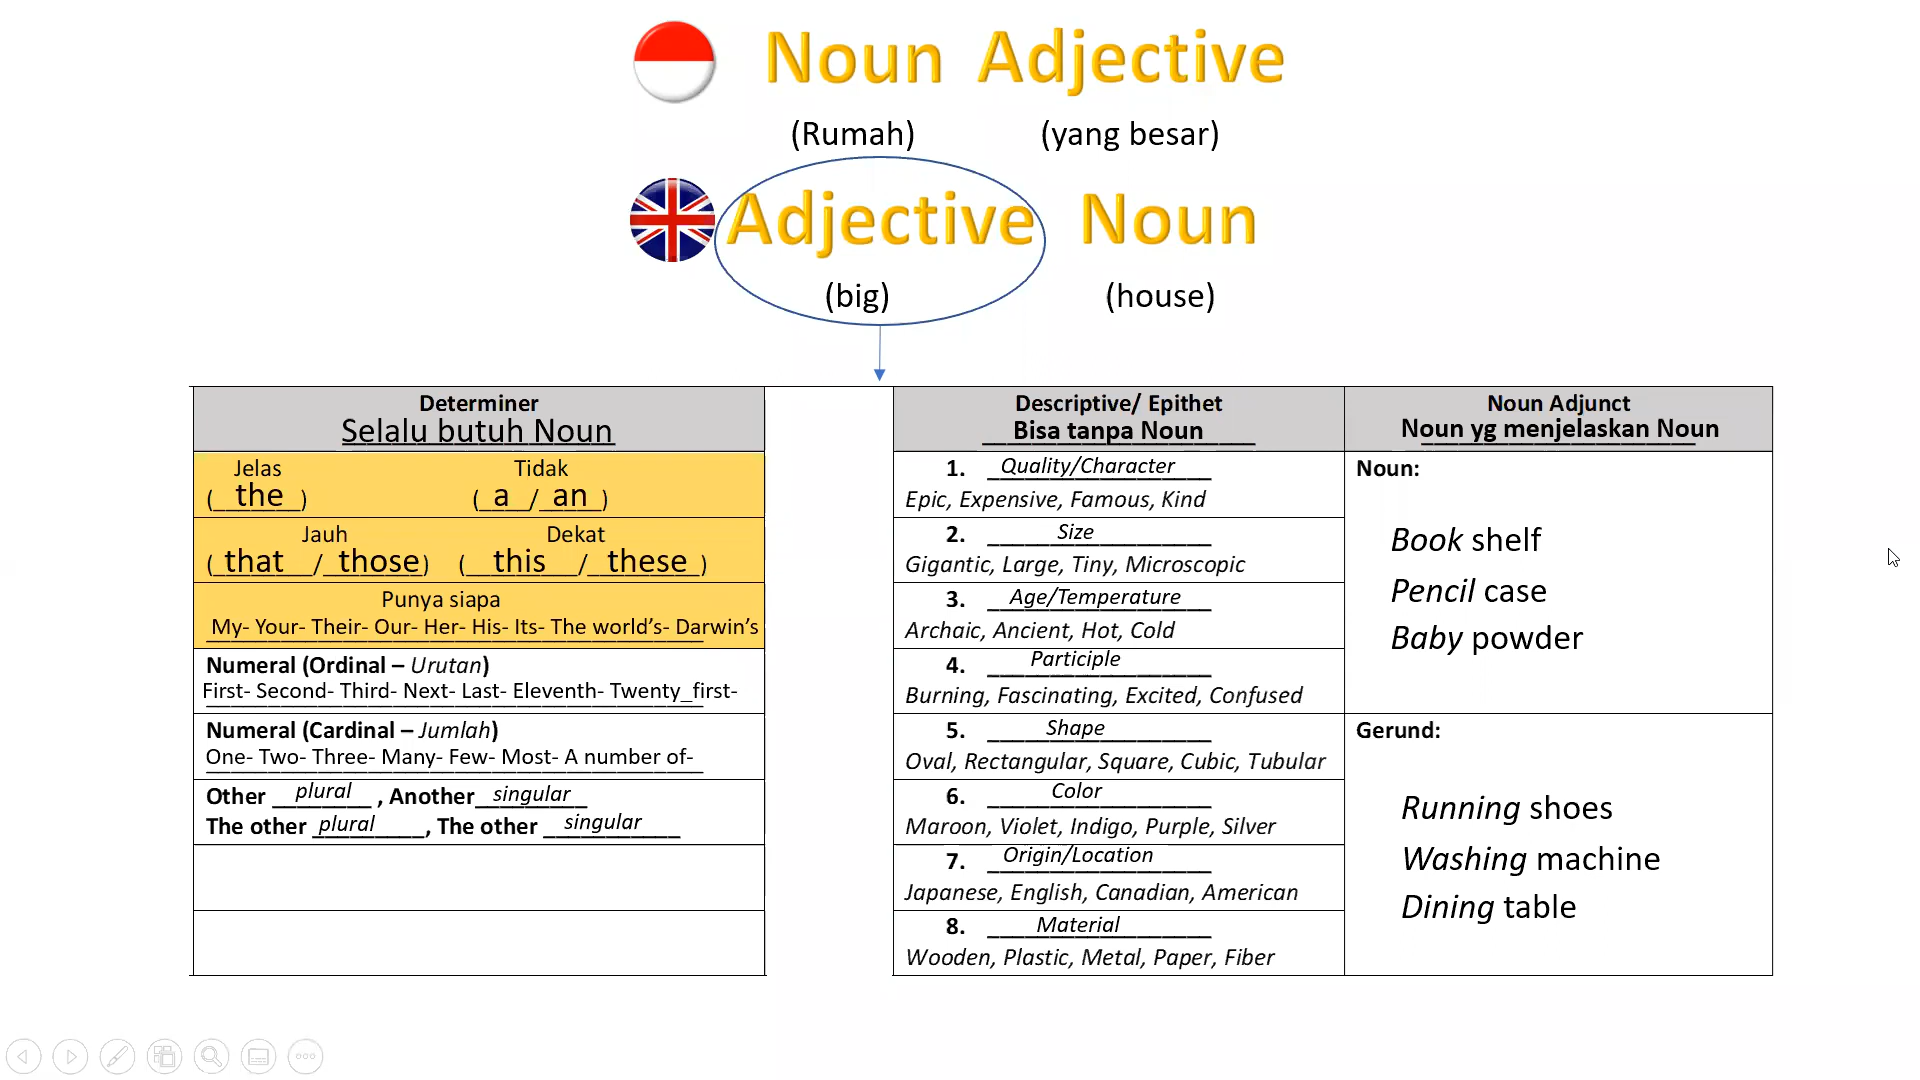 Noun Adjective
(Rumah) (yang besar)
Adjective Noun
(big) (house)
Determiner
Selalu butuh Noun
Jelas Tidak
(the) (a / an)
Jauh Dekat
(that / those) (this / these)
Punya siapa
My- Your- Their- Our- Her- His- Its- The world's- Darwin's
Numeral (Ordinal – Urutan)
First- Second- Third- Next- Last- Eleventh- Twenty_first-
Numeral (Cardinal – Jumlah)
One- Two- Three- Many- Few- Most- A number of-
Other plural , Another singular
The other plural, The other singular
Descriptive/ Epithet
Bisa tanpa Noun
1. Quality/Character
Epic, Expensive, Famous, Kind
2. Size
Gigantic, Large, Tiny, Microscopic
3. Age/Temperature
Archaic, Ancient, Hot, Cold
4. Participle
Burning, Fascinating, Excited, Confused
5. Shape
Oval, Rectangular, Square, Cubic, Tubular
6. Color
Maroon, Violet, Indigo, Purple, Silver
7. Origin/Location
Japanese, English, Canadian, American
8. Material
Wooden, Plastic, Metal, Paper, Fiber
Noun Adjunct
Noun yg menjelaskan Noun
Noun:
Book shelf
Pencil case
Baby powder
Gerund:
Running shoes
Washing machine
Dining table